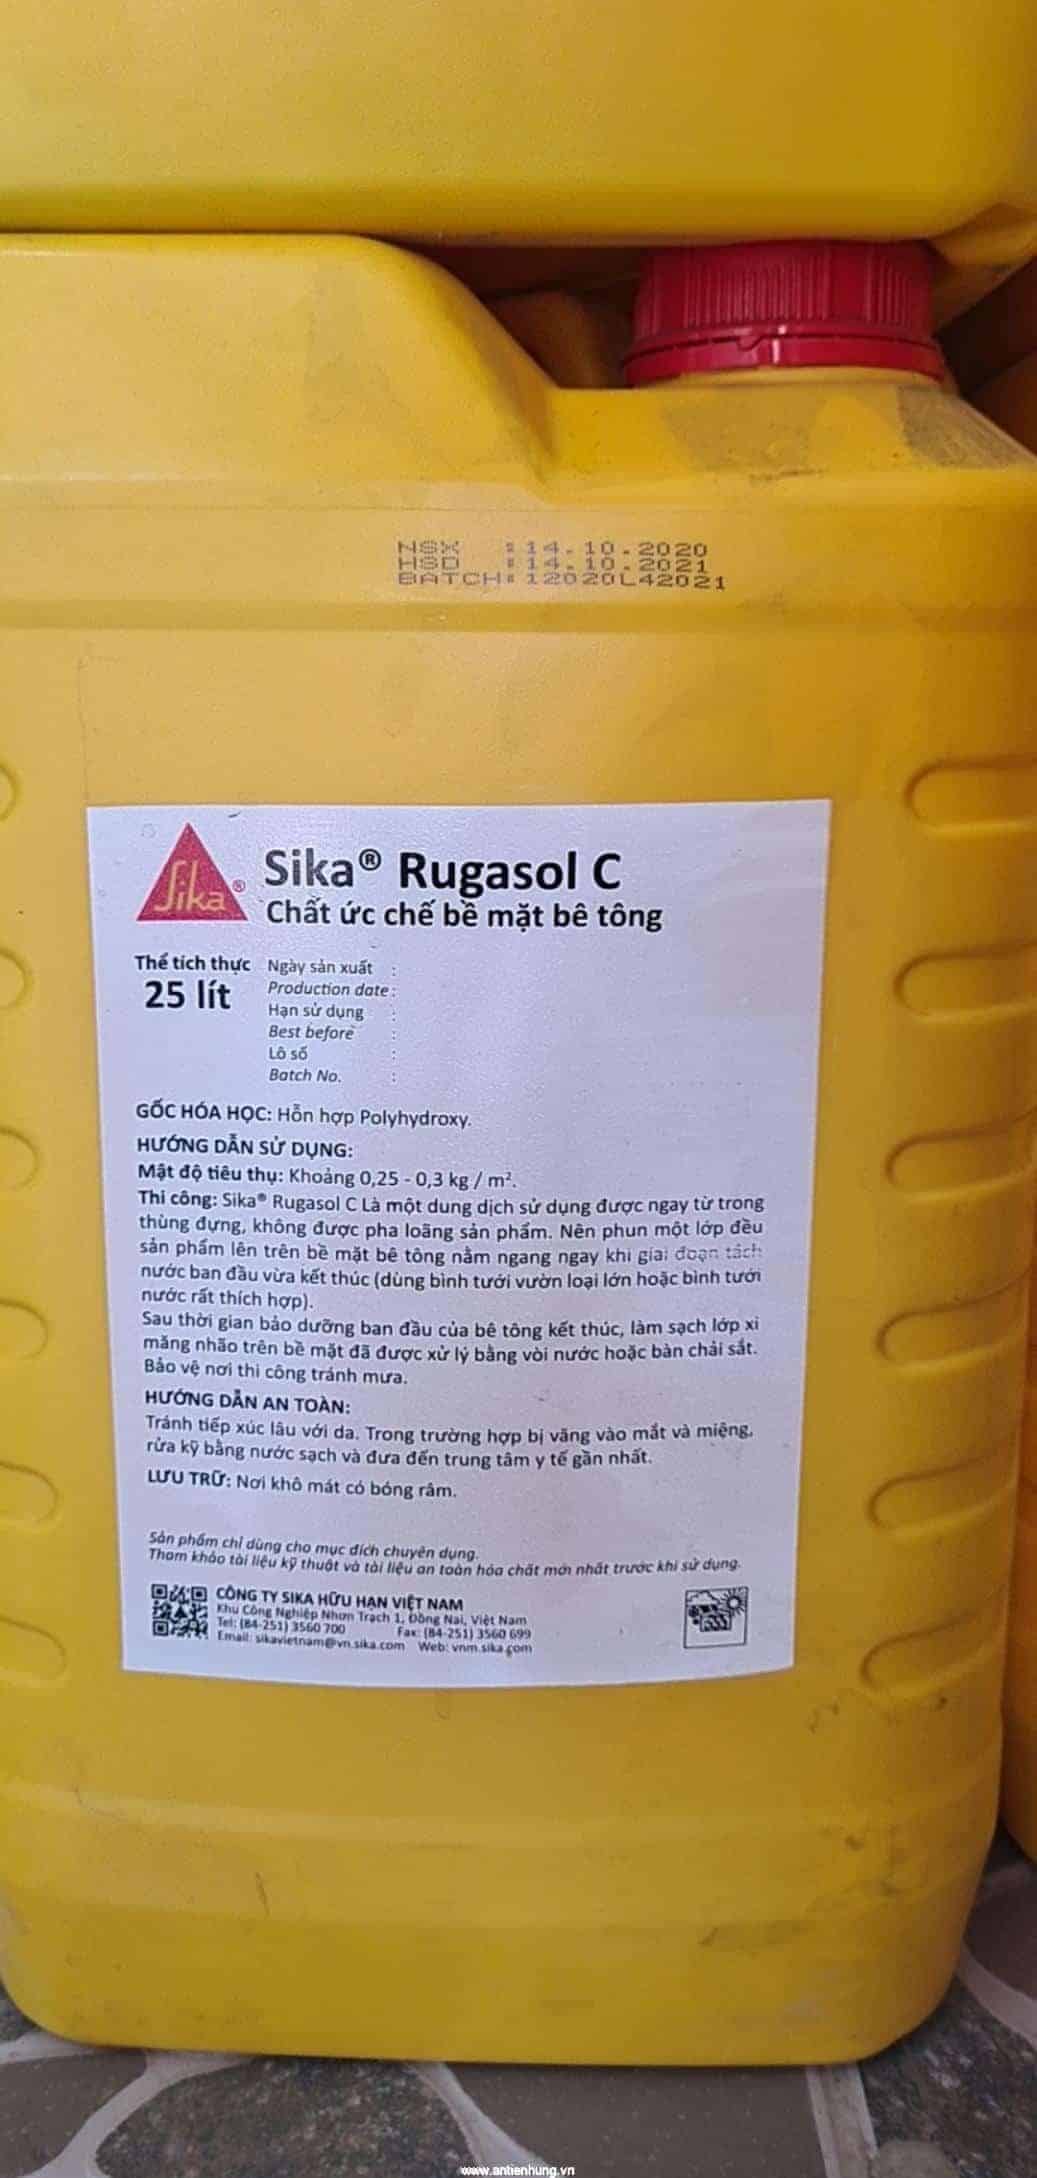 NSX : 14.10.2020
HSD : 14.10.2021
BATCH: 12020L42021
Sika®
Sika® Rugasol C
Chất ức chế bề mặt bê tông
Thể tích thực
25 lít
Ngày sản xuất :
Production date :
Hạn sử dụng :
Best before :
Lô số :
Batch No. :
GỐC HÓA HỌC: Hỗn hợp Polyhydroxy.
HƯỚNG DẪN SỬ DỤNG:
Mật độ tiêu thụ: Khoảng 0,25 - 0,3 kg / m².
Thi công: Sika® Rugasol C Là một dung dịch sử dụng được ngay từ trong
thùng đựng, không được pha loãng sản phẩm. Nên phun một lớp đều
sản phẩm lên trên bề mặt bê tông nằm ngang ngay khi giai đoạn tách
nước ban đầu vừa kết thúc (dùng bình tưới vườn loại lớn hoặc bình tưới
nước rất thích hợp).
Sau thời gian bảo dưỡng ban đầu của bê tông kết thúc, làm sạch lớp xi
măng nhão trên bề mặt đã được xử lý bằng vòi nước hoặc bàn chải sắt.
Bảo vệ nơi thi công tránh mưa.
HƯỚNG DẪN AN TOÀN:
Tránh tiếp xúc lâu với da. Trong trường hợp bị văng vào mắt và miệng,
rửa kỹ bằng nước sạch và đưa đến trung tâm y tế gần nhất.
LƯU TRỮ: Nơi khô mát có bóng râm.
Sản phẩm chỉ dùng cho mục đích chuyên dụng.
Tham khảo tài liệu kỹ thuật và tài liệu an toàn hóa chất mới nhất trước khi sử dụng.
CÔNG TY SIKA HỮU HẠN VIỆT NAM
Khu Công Nghiệp Nhơn Trạch 1, Đồng Nai, Việt Nam
Tel: (84-251) 3560 700 Fax: (84-251) 3560 699
Email: sikavietnam@vn.sika.com Web: vnm.sika.com
www.antienhung.vn